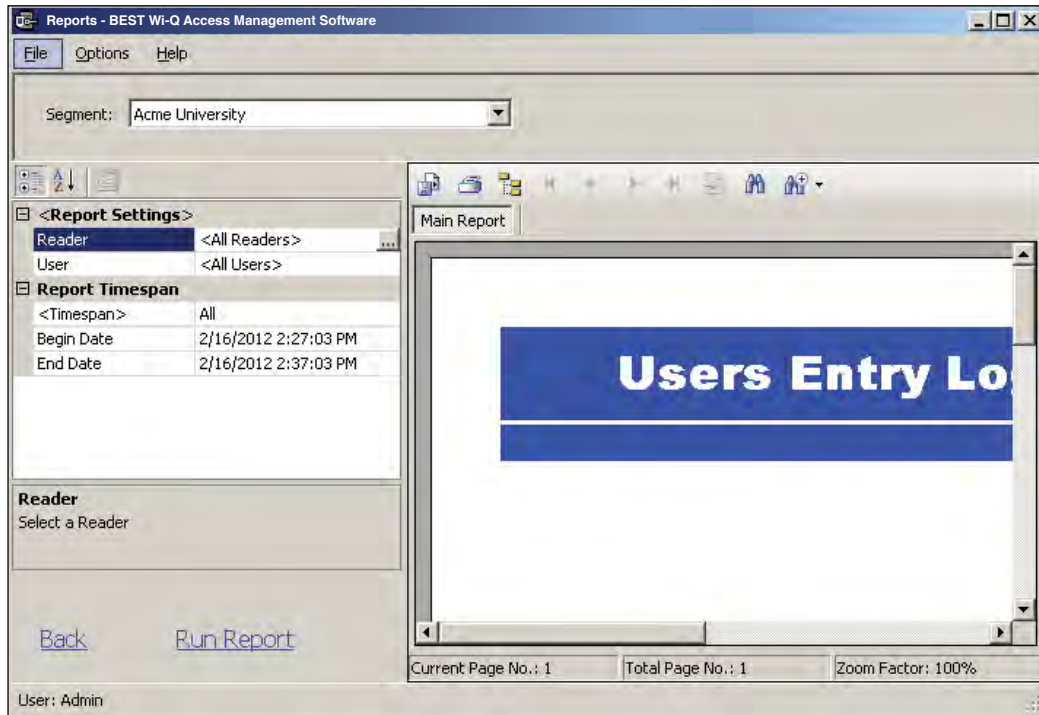 Reports - BEST Wi-Q Access Management Software
File Options Help
Segment: Acme University
<Report Settings>
Reader <All Readers> ...
User <All Users>
Report Timespan
<Timespan> All
Begin Date 2/16/2012 2:27:03 PM
End Date 2/16/2012 2:37:03 PM
Reader
Select a Reader
Back Run Report
Main Report
Users Entry Lo
Current Page No.: 1 Total Page No.: 1 Zoom Factor: 100%
User: Admin